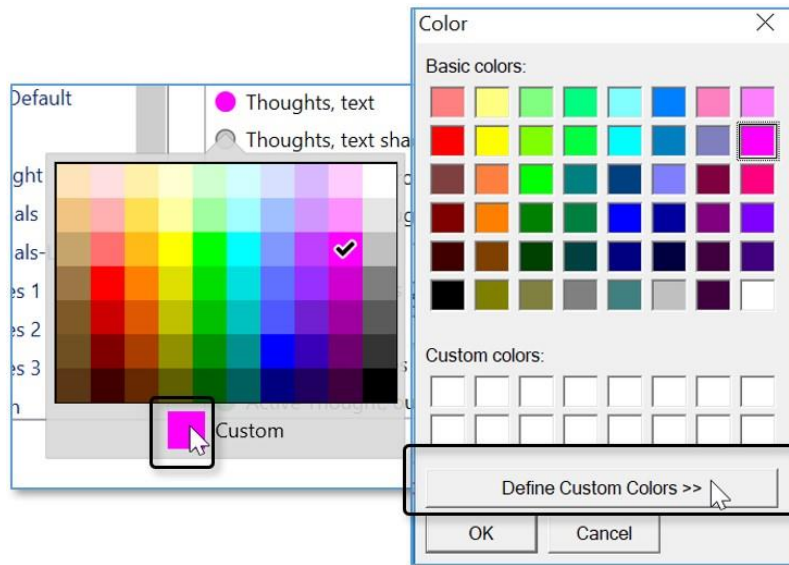 Default
ght
als
als-
es 1
es 2
es 3
n
Thoughts, text
Thoughts, text sha
Custom
Color
Basic colors:
Custom colors:
Define Custom Colors >>
OK
Cancel